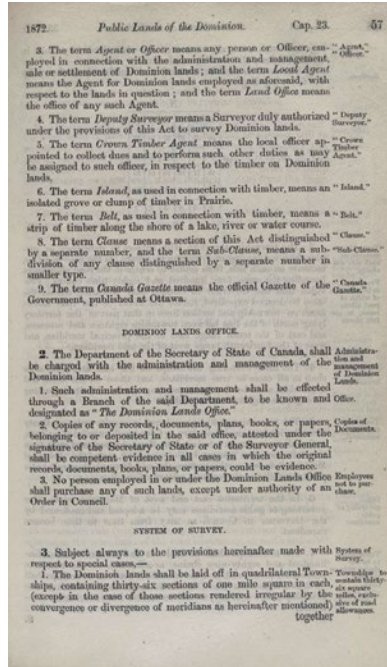 1872. Public Lands of the Dominion. Cap. 23. 57
3. The term Agent or Officer means any person or Officer, em- "Agent,"
ployed in connection with the administration and management, "Officer."
sale or settlement of Dominion lands; and the term Local Agent
means the Agent for Dominion lands employed as aforesaid, with
respect to the lands in question; and the term Land Office means
the office of any such Agent.
4. The term Deputy Surveyor means a Surveyor duly authorized "Deputy
under the provisions of this Act to survey Dominion lands. Surveyor."
5. The term Crown Timber Agent means the local officer ap- "Crown
pointed to collect dues and to perform such other duties as may Timber
be assigned to such officer, in respect to the timber on Dominion Agent."
lands.
6. The term Island, as used in connection with timber, means an "Island."
isolated grove or clump of timber in Prairie.
7. The term Belt, as used in connection with timber, means a "Belt."
strip of timber along the shore of a lake, river or water course.
8. The term Clause means a section of this Act distinguished "Clause."
by a separate number, and the term Sub-Clause, means a sub- "Sub-Clause."
division of any clause distinguished by a separate number in
smaller type.
9. The term Canada Gazette means the official Gazette of the "Canada
Government, published at Ottawa. Gazette."
DOMINION LANDS OFFICE.
2. The Department of the Secretary of State of Canada, shall Administra-
be charged with the administration and management of the tion and
Dominion lands. management
of Dominion
Lands.
1. Such administration and management shall be effected
through a Branch of the said Department, to be known and Office.
designated as "The Dominion Lands Office."
2. Copies of any records, documents, plans, books, or papers, Copies of
belonging to or deposited in the said office, attested under the Documents.
signature of the Secretary of State or of the Surveyor General,
shall be competent evidence in all cases in which the original
records, documents, books, plans, or papers, could be evidence.
3. No person employed in or under the Dominion Lands Office Employees
shall purchase any of such lands, except under authority of an not to pur-
Order in Council. chase.
SYSTEM OF SURVEY.
3. Subject always to the provisions hereinafter made with System of
respect to special cases,— Survey.
1. The Dominion lands shall be laid off in quadrilateral Town- Townships to
ships, containing thirty-six sections of one mile square in each, contain thirty-
(except in the case of those sections rendered irregular by the six square
convergence or divergence of meridians as hereinafter mentioned) miles, exclu-
sive of road
allowances.
together